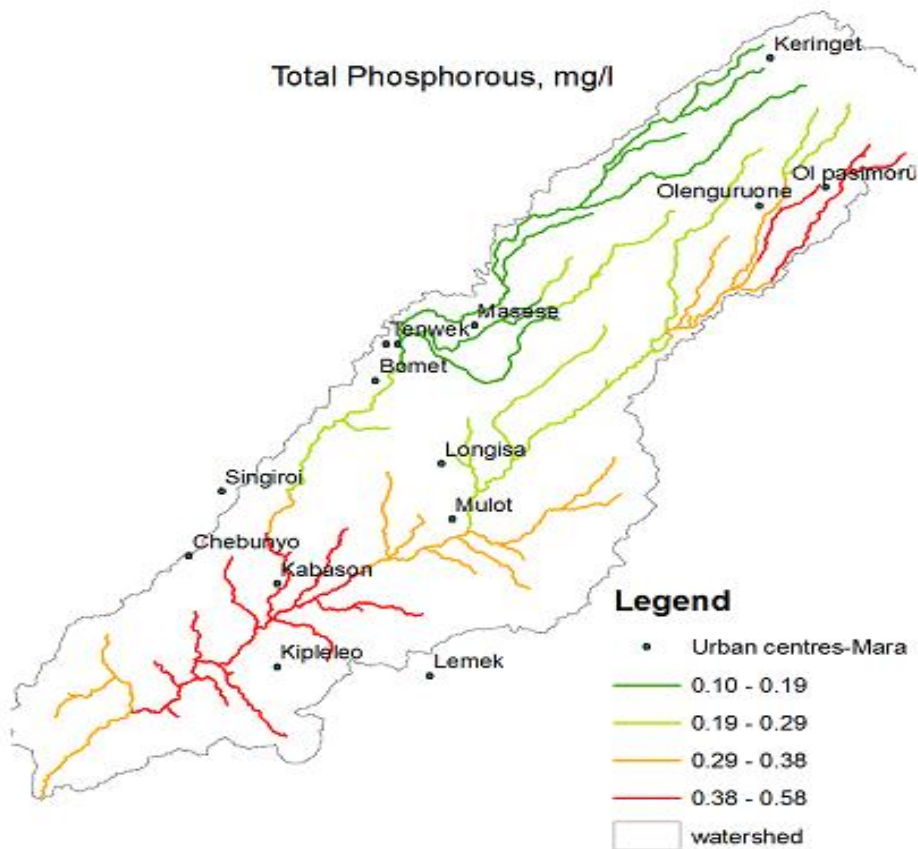 Keringet
Total Phosphorous, mg/l
Ol pasimoru
Olenguruone
Masese
Tenwek
Bomet
Longisa
Singiroi
Mulot
Chebunyo
Kabason
Kipleleo
Lemek
Legend
Urban centres-Mara
0.10 - 0.19
0.19 - 0.29
0.29 - 0.38
0.38 - 0.58
watershed